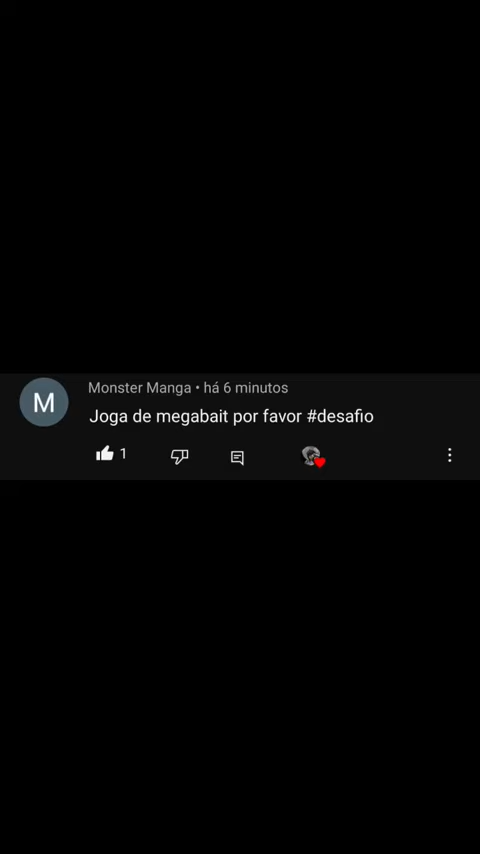 M
Monster Manga • há 6 minutos
Joga de megabait por favor #desafio
1